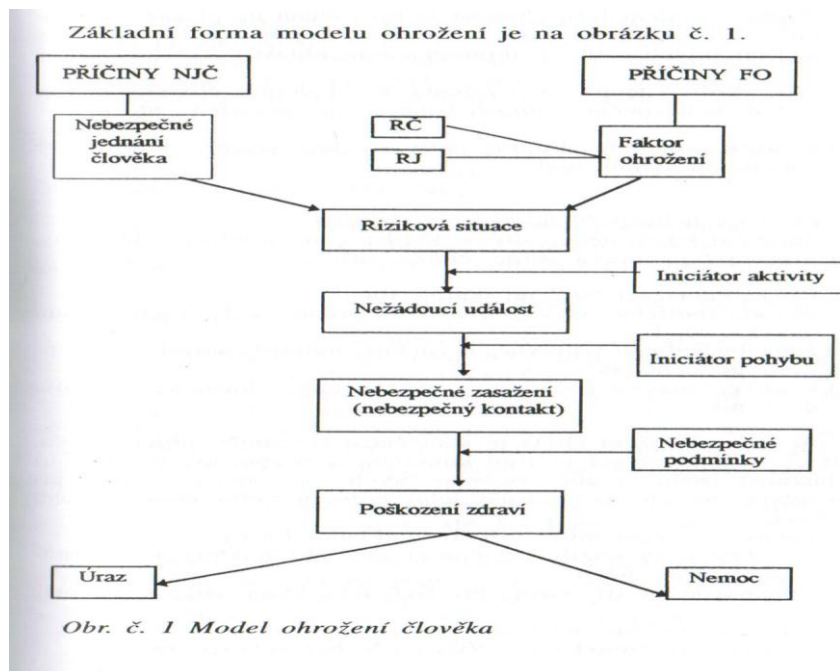 Základní forma modelu ohrožení je na obrázku č. 1.
PŘÍČINY NJČ
PŘÍČINY FO
Nebezpečné
jednání
člověka
RČ
RJ
Faktor
ohrožení
Riziková situace
Iniciátor aktivity
Nežádoucí událost
Iniciátor pohybu
Nebezpečné zasažení
(nebezpečný kontakt)
Nebezpečné
podmínky
Poškození zdraví
Úraz
Nemoc
Obr. č. 1 Model ohrožení člověka